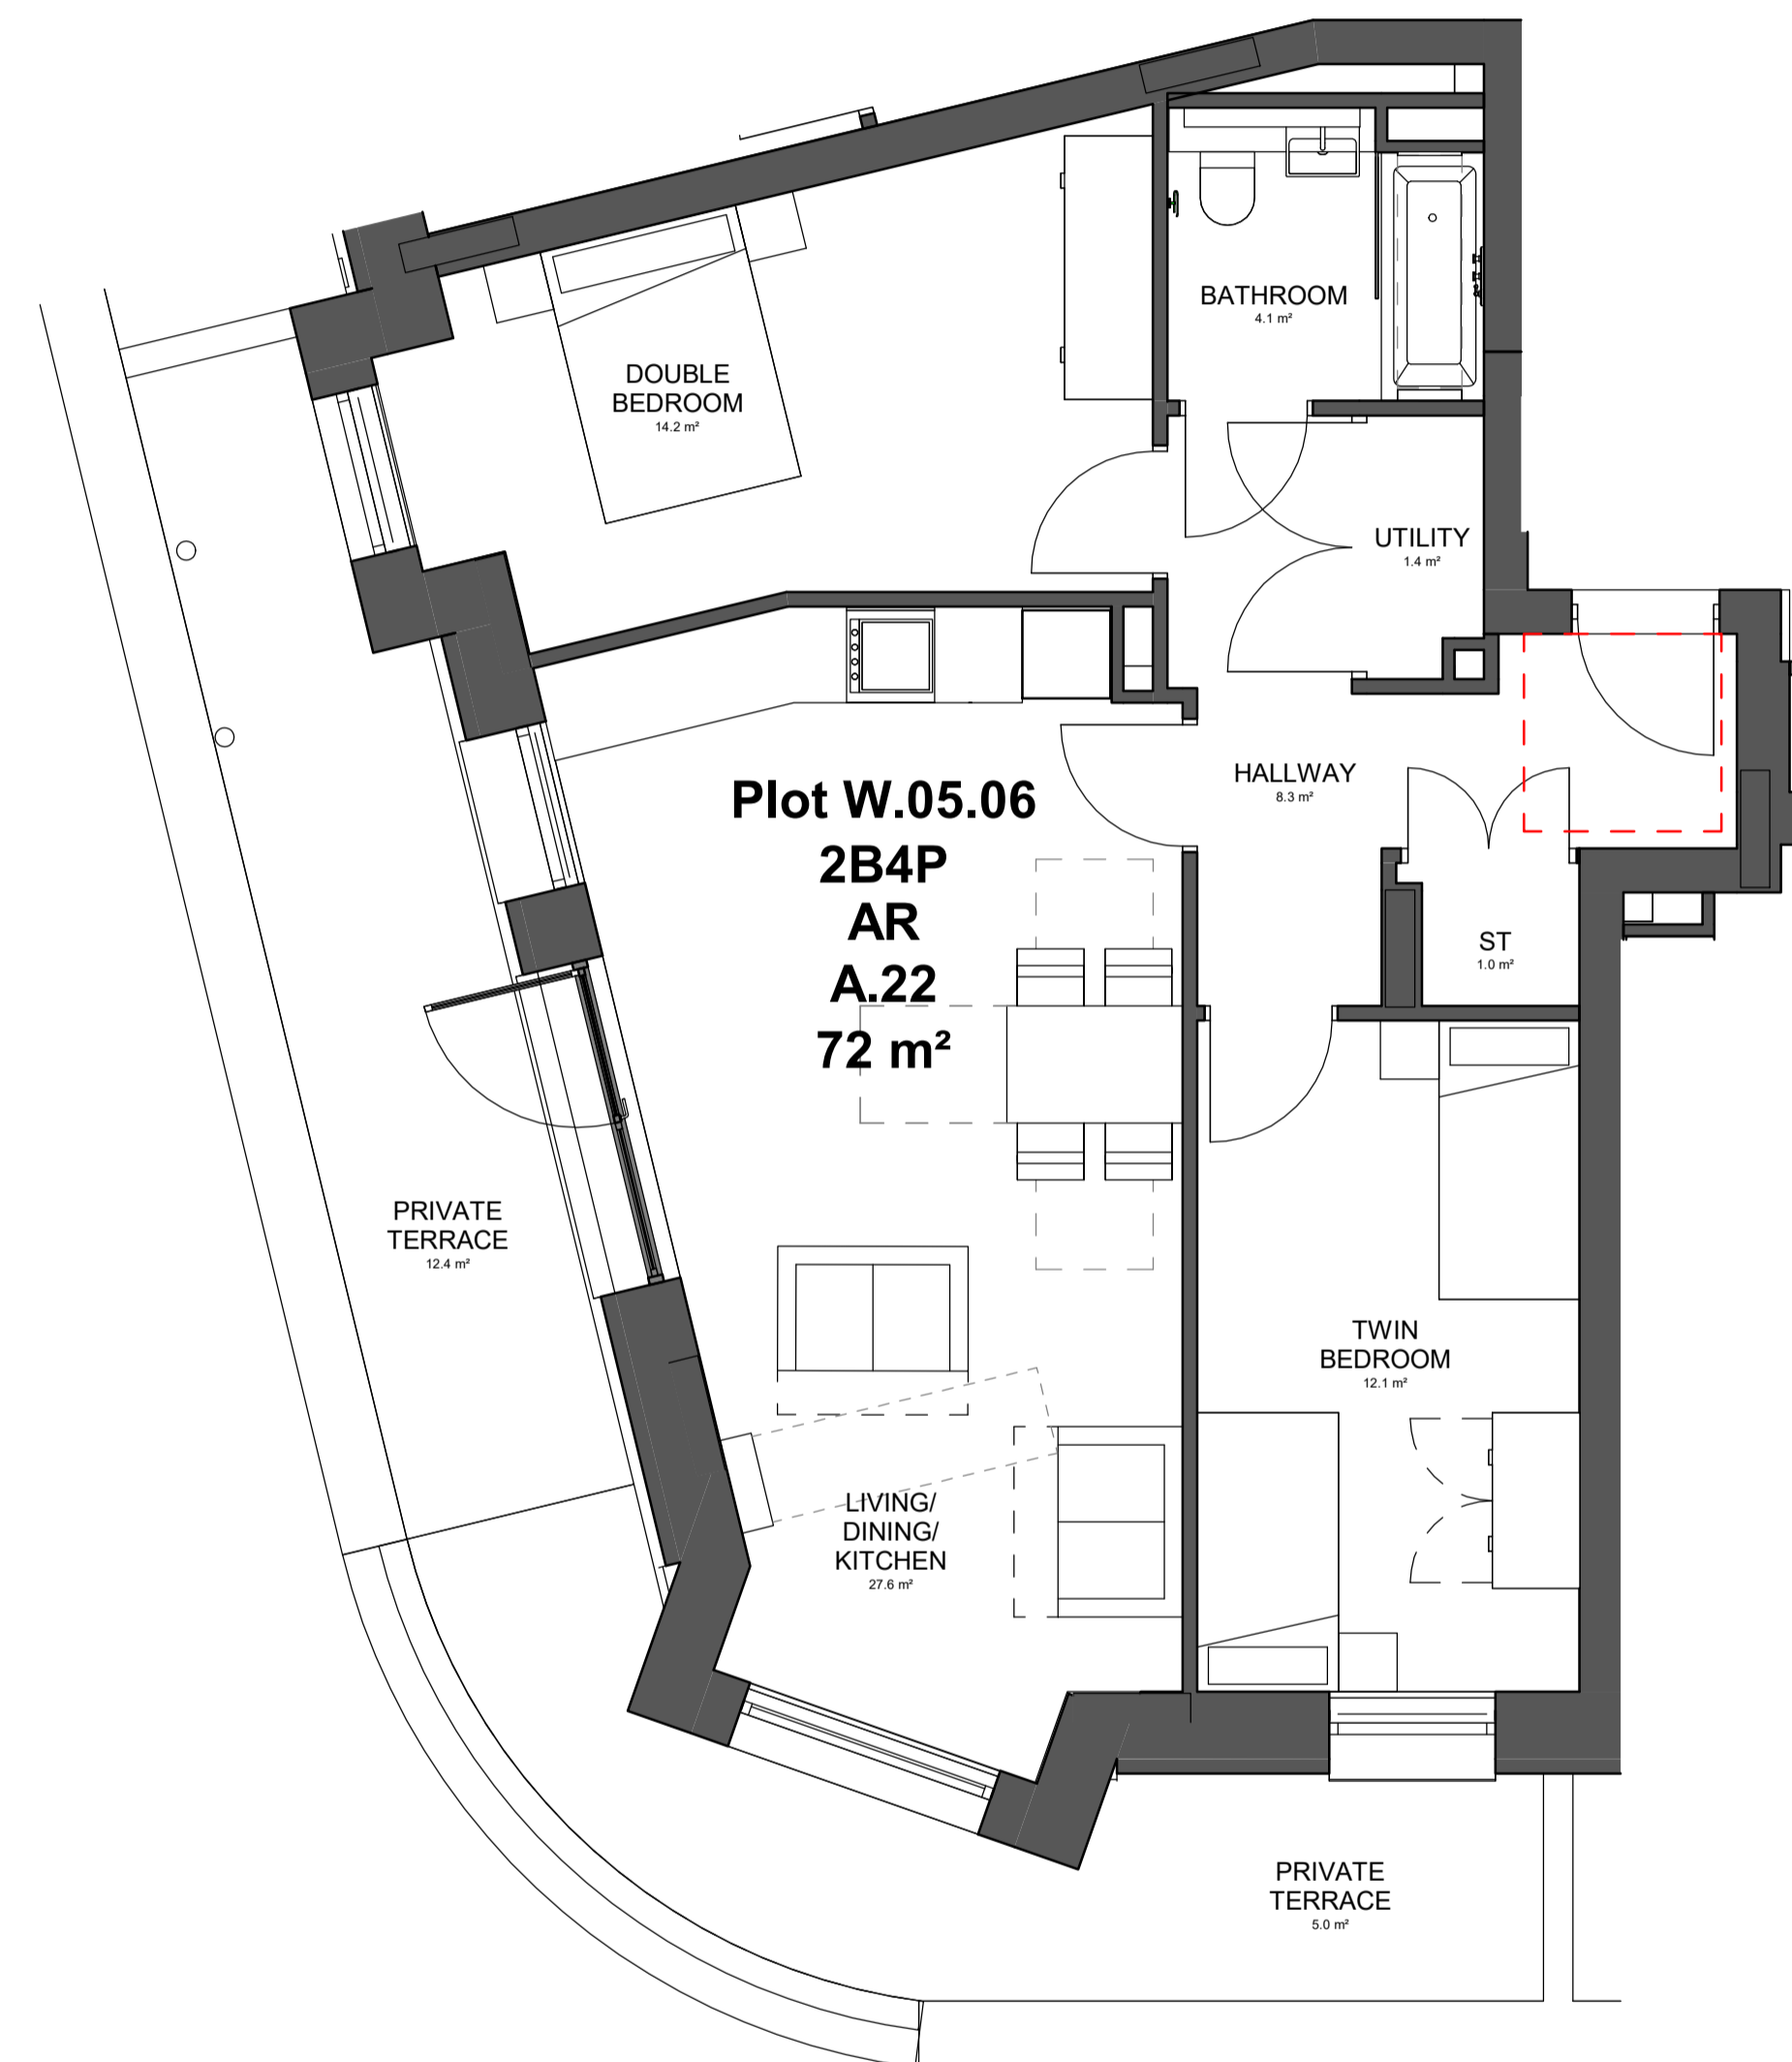 BATHROOM
4.1 m²
DOUBLE
BEDROOM
14.2 m²
UTILITY
1.4 m²
HALLWAY
8.3 m²
Plot W.05.06
2B4P
AR
A.22
72 m²
ST
1.0 m²
PRIVATE
TERRACE
12.4 m²
TWIN
BEDROOM
12.1 m²
LIVING/
DINING/
KITCHEN
27.6 m²
PRIVATE
TERRACE
5.0 m²